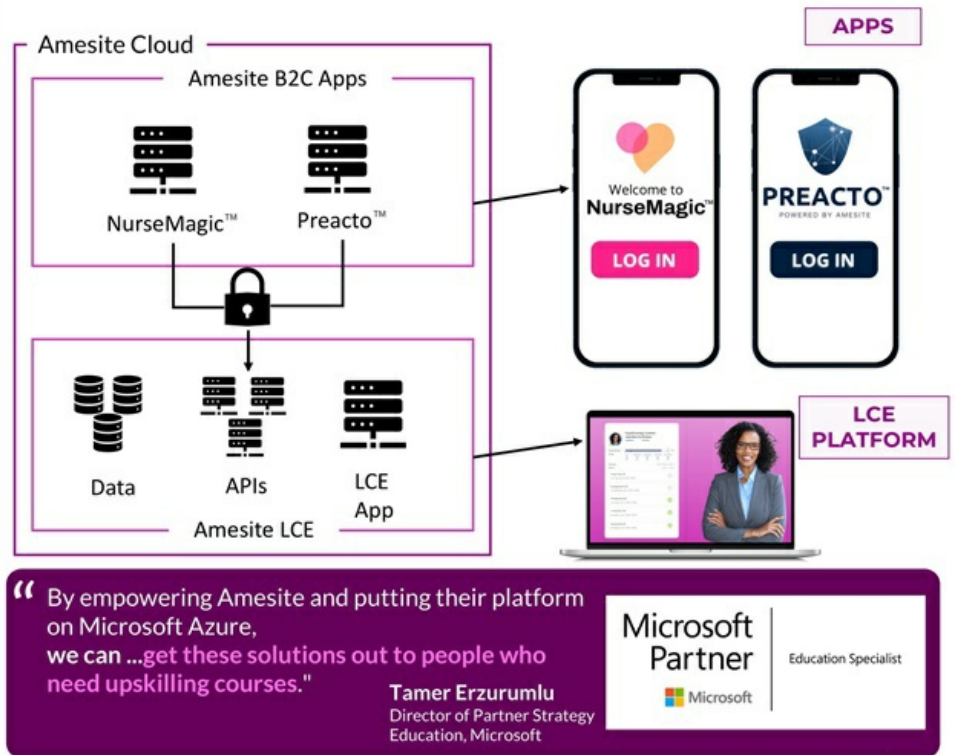 APPS
Amesite Cloud
Amesite B2C Apps
NurseMagic™
Preacto™
Welcome to
NurseMagic™
LOG IN
PREACTO™
POWERED BY AMESITE
LOG IN
Data
APIs
LCE
App
Amesite LCE
LCE
PLATFORM
“ By empowering Amesite and putting their platform
on Microsoft Azure,
we can ...get these solutions out to people who
need upskilling courses."
Tamer Erzurumlu
Director of Partner Strategy
Education, Microsoft
Microsoft
Partner
Microsoft
Education Specialist